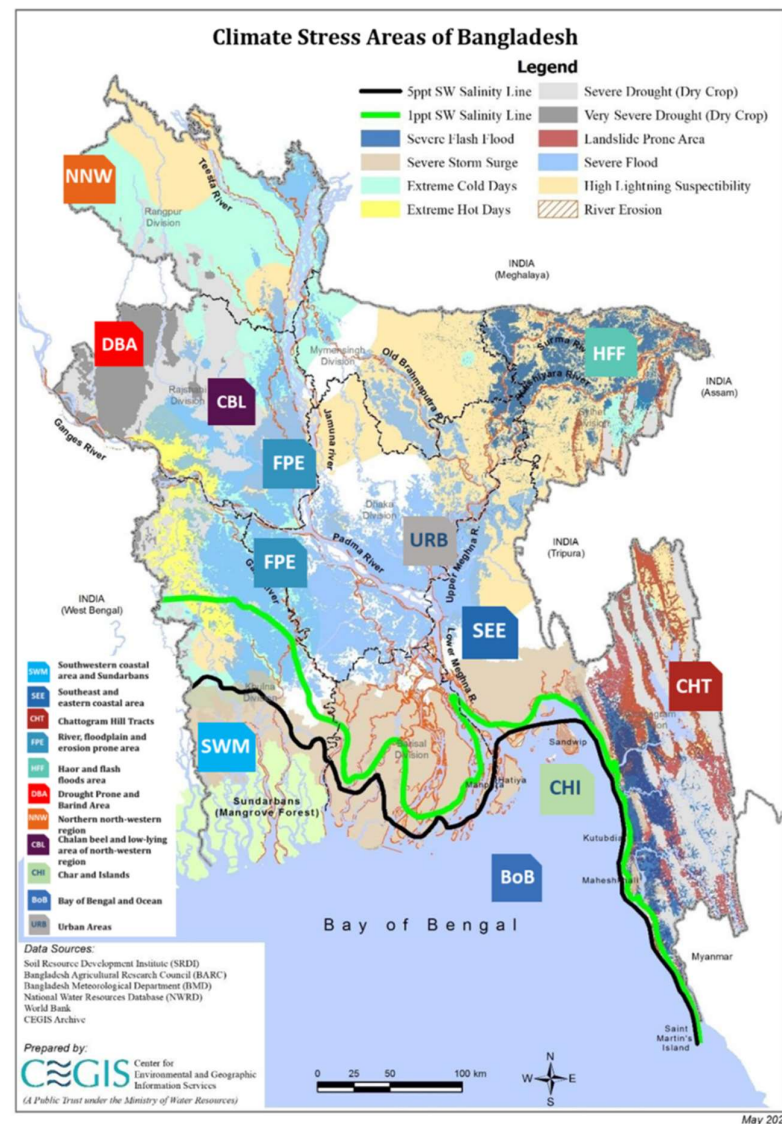 Climate Stress Areas of Bangladesh
Legend
5ppt SW Salinity Line
1ppt SW Salinity Line
Severe Flash Flood
Severe Storm Surge
Extreme Cold Days
Extreme Hot Days
Severe Drought (Dry Crop)
Very Severe Drought (Dry Crop)
Landslide Prone Area
Severe Flood
High Lightning Suspectibility
River Erosion
NNW
Teesta River
Rangpur
Division
INDIA
(Meghalaya)
DBA
Mymensingh
Division
Old Brahmaputra R.
Surma
HFF
INDIA
(Assam)
Rajshahi
Division
CBL
Ganges River
Jamuna river
FPE
Dhaka
Division
URB
Padma River
FPE
Upper Meghna R.
INDIA
(Tripura)
INDIA
(West Bengal)
SEE
Lower Meghna R.
CHT
Khulna
Division
SWM
Division
Sandwip
Hatiya
CHI
Sundarbans
(Mangrove Forest)
Kutubdia
BoB
Bay of Bengal
Myanmar
Saint
Martin's
Island
SWM Southwestern coastal
area and Sundarbans
SEE Southeast and
eastern coastal area
CHT Chattogram Hill Tracts
FPE River, floodplain and
erosion prone area
HFF Haor and flash
floods area
DBA Drought Prone and
Barind Area
NNW Northern north-western
region
CBL Chalan beel and low-lying
area of north-western
region
CHI Char and Islands
BoB Bay of Bengal and Ocean
URB Urban Areas
Data Sources:
Soil Resource Development Institute (SRDI)
Bangladesh Agricultural Research Council (BARC)
Bangladesh Meteorological Department (BMD)
National Water Resources Database (NWRD)
World Bank
CEGIS Archive
Prepared by:
CEGIS
Center for
Environmental and Geographic
Information Services
(A Public Trust under the Ministry of Water Resources)
0 25 50 100 km
N
W E
S
May 202